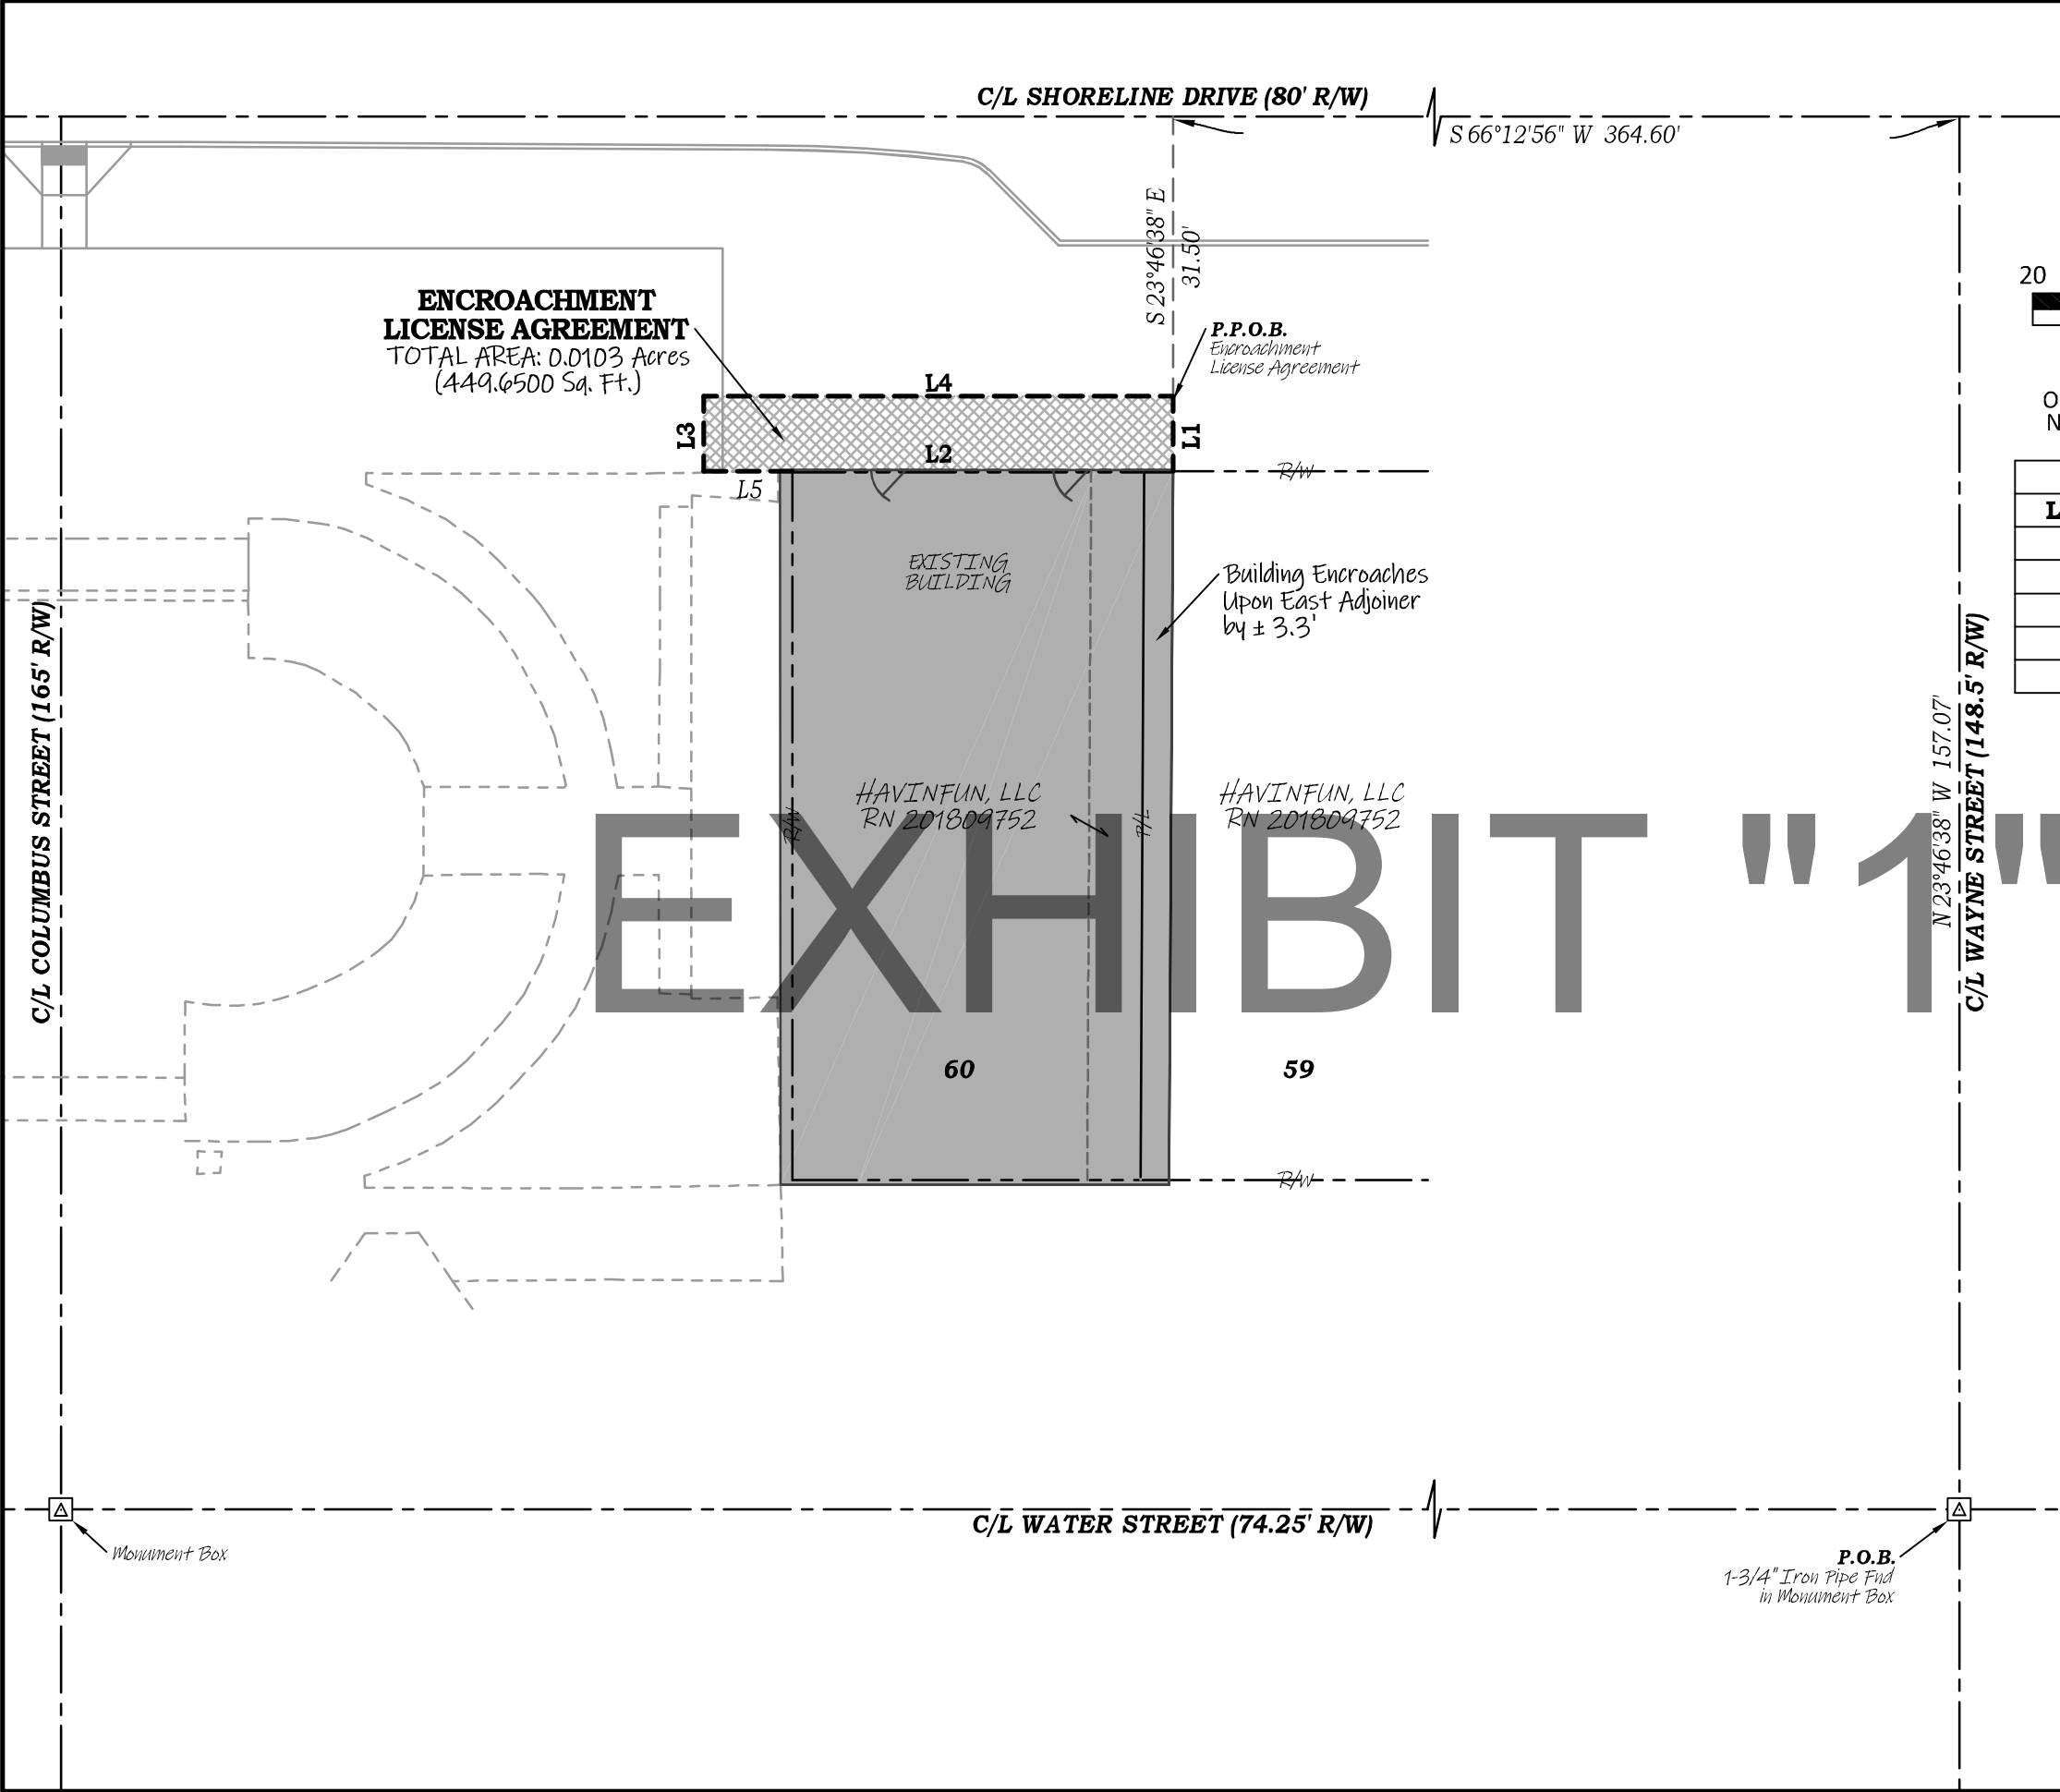 C/L SHORELINE DRIVE (80' R/W)
S 66°12'56" W 364.60'
S 23°46'38" E
31.50'
20
ENCROACHMENT
LICENSE AGREEMENT
TOTAL AREA: 0.0103 Acres
(449.6500 Sq. Ft.)
P.P.O.B.
Encroachment
License Agreement
L4
L3
L2
L1
L5
R/W
O
N
L
EXISTING
BUILDING
Building Encroaches
Upon East Adjoiner
by ± 3.3'
C/L COLUMBUS STREET (165' R/W)
HAVINFUN, LLC
RN 201809752
HAVINFUN, LLC
RN 201809752
R/W
P/L
N 23°46'38" W 157.07'
C/L WAYNE STREET (148.5' R/W)
EXHIBIT "1"
60
59
R/W
C/L WATER STREET (74.25' R/W)
Monument Box
P.O.B.
1-3/4" Iron Pipe Fnd
in Monument Box